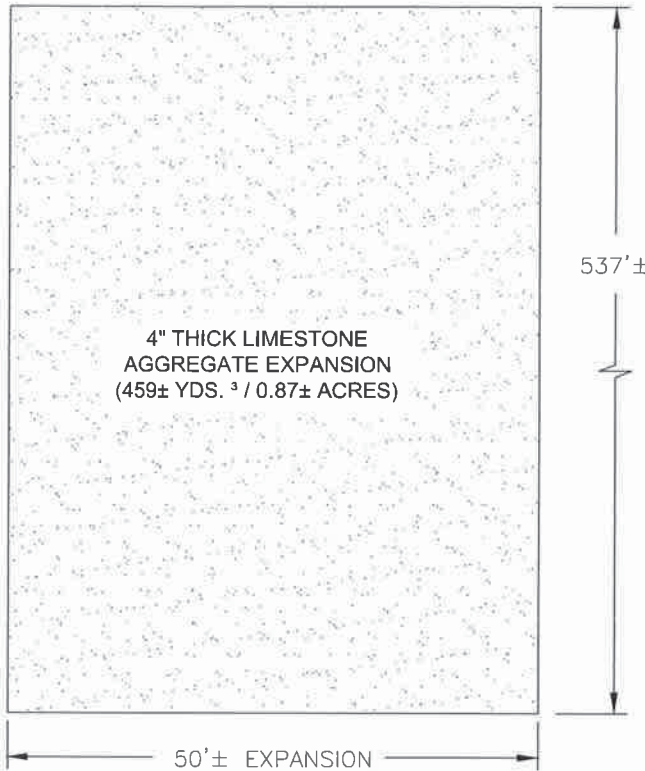 537'±
4" THICK LIMESTONE
AGGREGATE EXPANSION
(459± YDS. ³ / 0.87± ACRES)
50'± EXPANSION